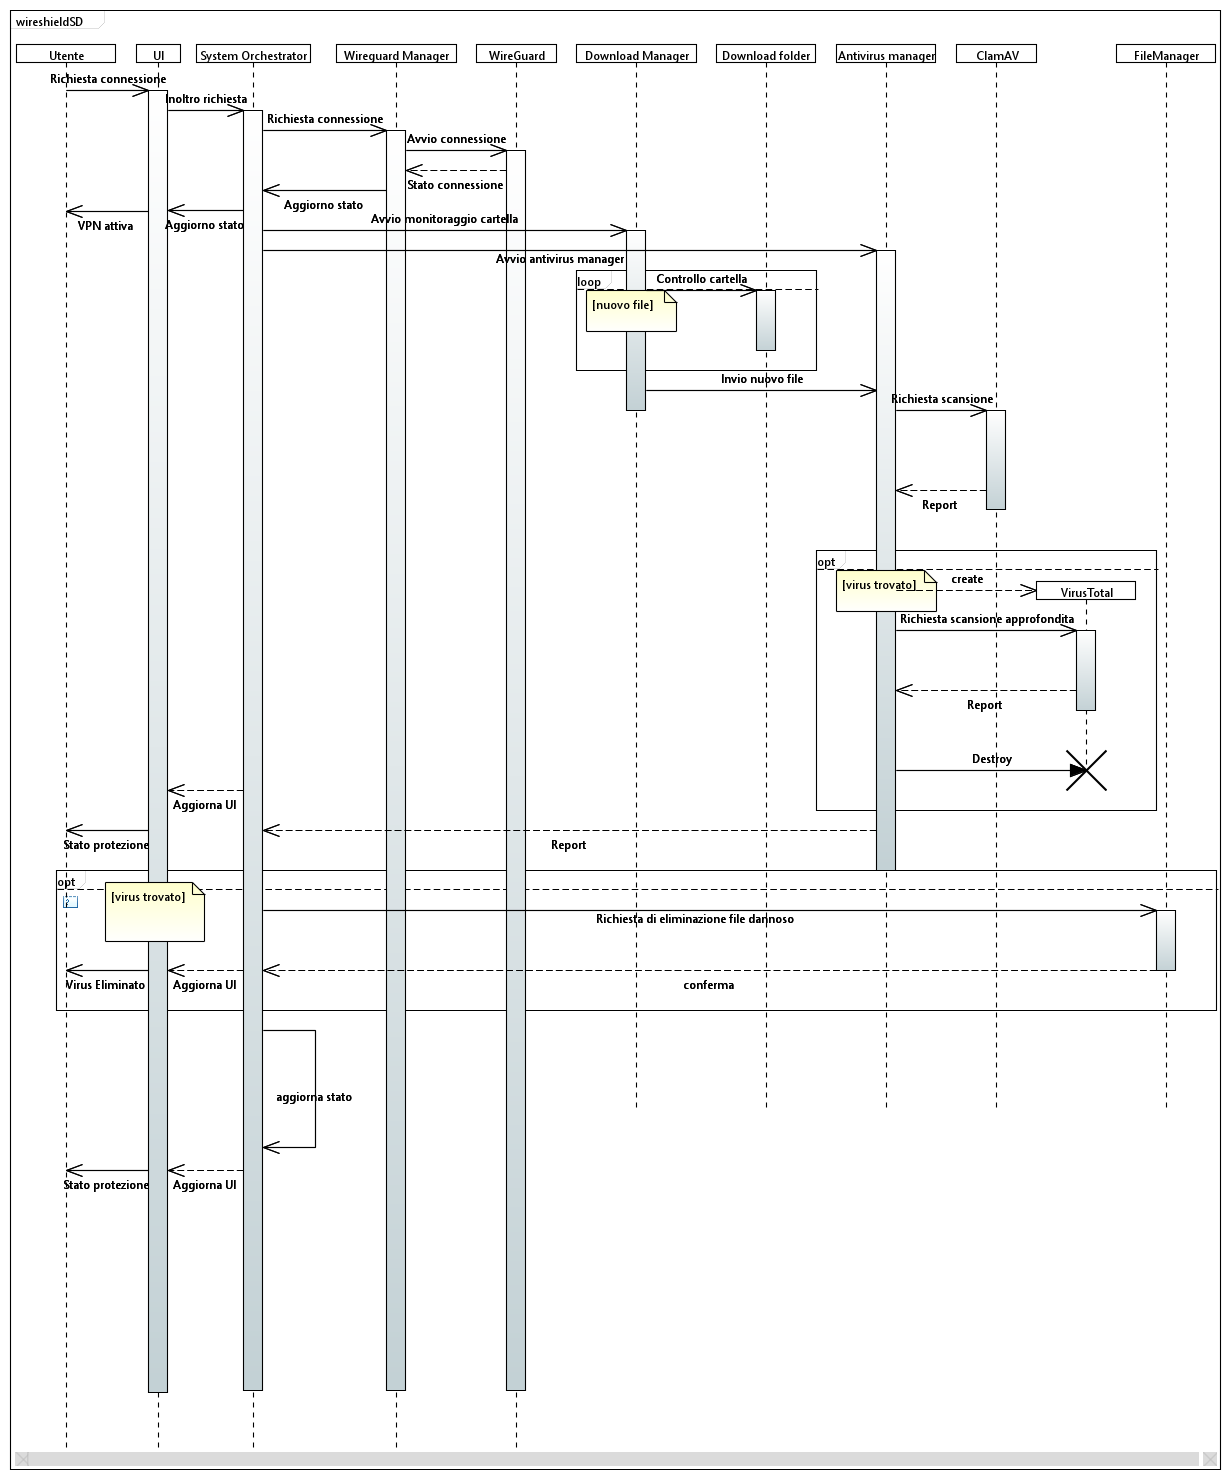 wireshieldSD
Utente
UI
System Orchestrator
Wireguard Manager
WireGuard
Download Manager
Download folder
Antivirus manager
ClamAV
FileManager
Richiesta connessione
Inoltro richiesta
Richiesta connessione
Avvio connessione
Stato connessione
Aggiorno stato
Aggiorno stato
VPN attiva
Avvio monitoraggio cartella
Avvio antivirus manager
loop
Controllo cartella
[nuovo file]
Invio nuovo file
Richiesta scansione
Report
opt
[virus trovato]
create
VirusTotal
Richiesta scansione approfondita
Report
Destroy
Aggiorna UI
Stato protezione
Report
opt
[virus trovato]
Richiesta di eliminazione file dannoso
Virus Eliminato
Aggiorna UI
conferma
aggiorna stato
Stato protezione
Aggiorna UI